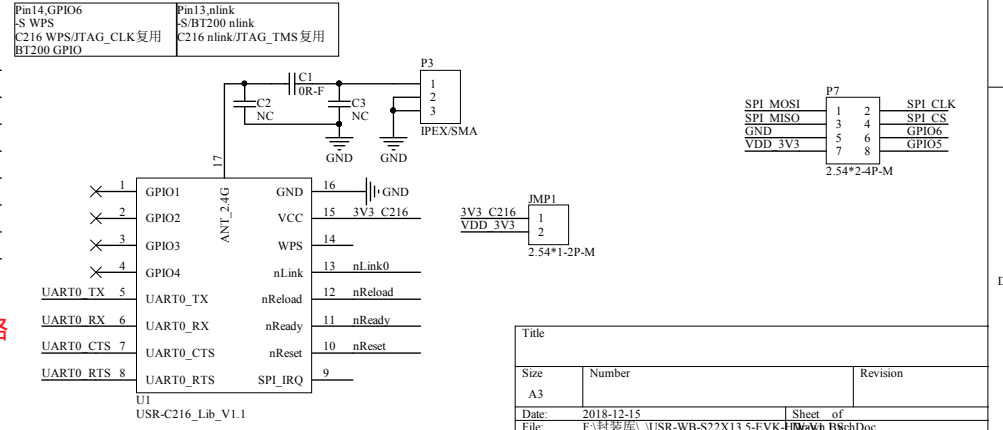 Pin14,GPIO6
-S WPS
C216 WPS/JTAG_CLK复用
BT200 GPIO
Pin13,nlink
-S/BT200 nlink
C216 nlink/JTAG_TMS复用
C1
0R-F
C2
NC
C3
NC
P3
1
2
3
IPEX/SMA
GND
GND
17
ANT_2.4G
1 GPIO1
2 GPIO2
3 GPIO3
4 GPIO4
UART0_TX 5 UART0_TX
UART0_RX 6 UART0_RX
UART0_CTS 7 UART0_CTS
UART0_RTS 8 UART0_RTS
GND 16 GND
VCC 15 3V3_C216
WPS 14
nLink 13 nLink0
nReload 12 nReload
nReady 11 nReady
nReset 10 nReset
SPI_IRQ 9
U1
USR-C216_Lib_V1.1
JMP1
3V3_C216 1
VDD_3V3 2
2.54*1-2P-M
P7
SPI_MOSI 1 2 SPI_CLK
SPI_MISO 3 4 SPI_CS
GND 5 6 GPIO6
VDD_3V3 7 8 GPIO5
2.54*2-4P-M
Title
Size
A3
Number
Revision
Date: 2018-12-15 Sheet of
File: F:\封装库\